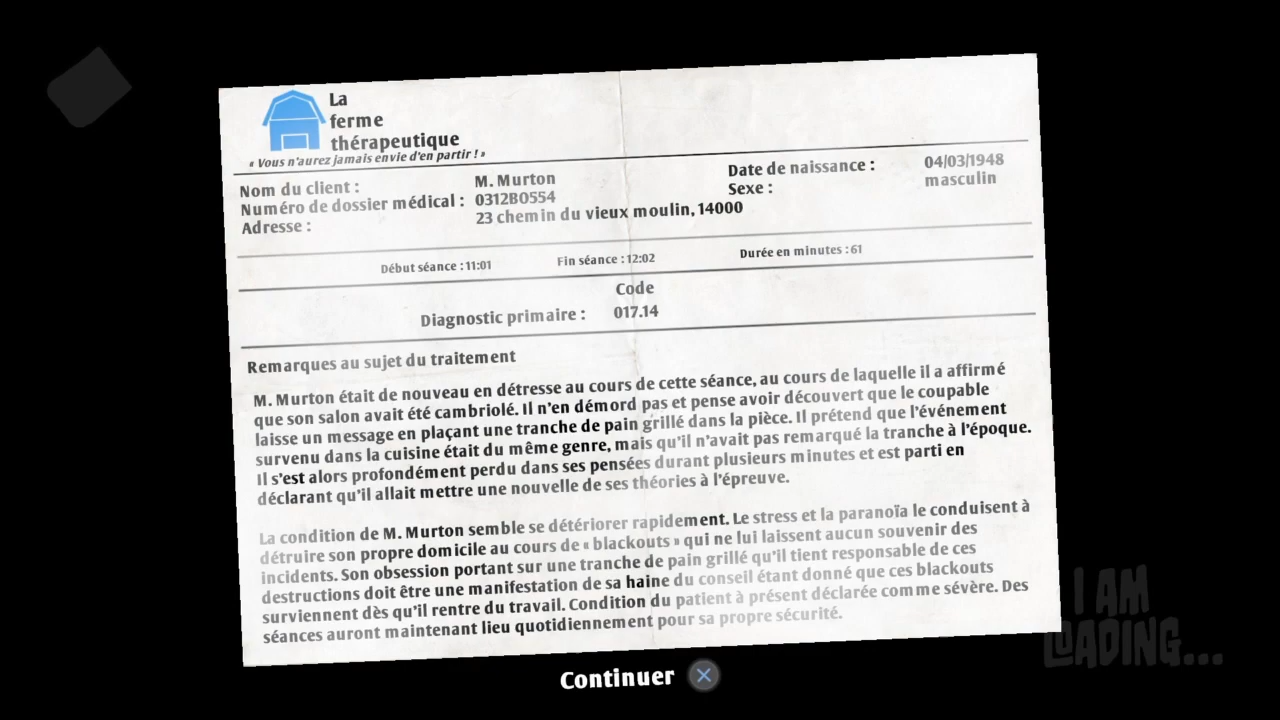 La
ferme
thérapeutique
« Vous n'aurez jamais envie d'en partir ! »
Nom du client : M. Murton Date de naissance : 04/03/1948
Numéro de dossier médical : 0312B0554 Sexe : masculin
Adresse : 23 chemin du vieux moulin, 14000
Début séance : 11:01 Fin séance : 12:02 Durée en minutes : 61
Code
Diagnostic primaire : 017.14
Remarques au sujet du traitement
M. Murton était de nouveau en détresse au cours de cette séance, au cours de laquelle il a affirmé
que son salon avait été cambriolé. Il n'en démord pas et pense avoir découvert que le coupable
laisse un message en plaçant une tranche de pain grillé dans la pièce. Il prétend que l'événement
survenu dans la cuisine était du même genre, mais qu'il n'avait pas remarqué la tranche à l'époque.
Il s'est alors profondément perdu dans ses pensées durant plusieurs minutes et est parti en
déclarant qu'il allait mettre une nouvelle de ses théories à l'épreuve.
La condition de M. Murton semble se détériorer rapidement. Le stress et la paranoïa le conduisent à
détruire son propre domicile au cours de « blackouts » qui ne lui laissent aucun souvenir des
incidents. Son obsession portant sur une tranche de pain grillé qu'il tient responsable de ces
destructions doit être une manifestation de sa haine du conseil étant donné que ces blackouts
surviennent dès qu'il rentre du travail. Condition du patient à présent déclarée comme sévère. Des
séances auront maintenant lieu quotidiennement pour sa propre sécurité.
I AM
LOADING...
Continuer